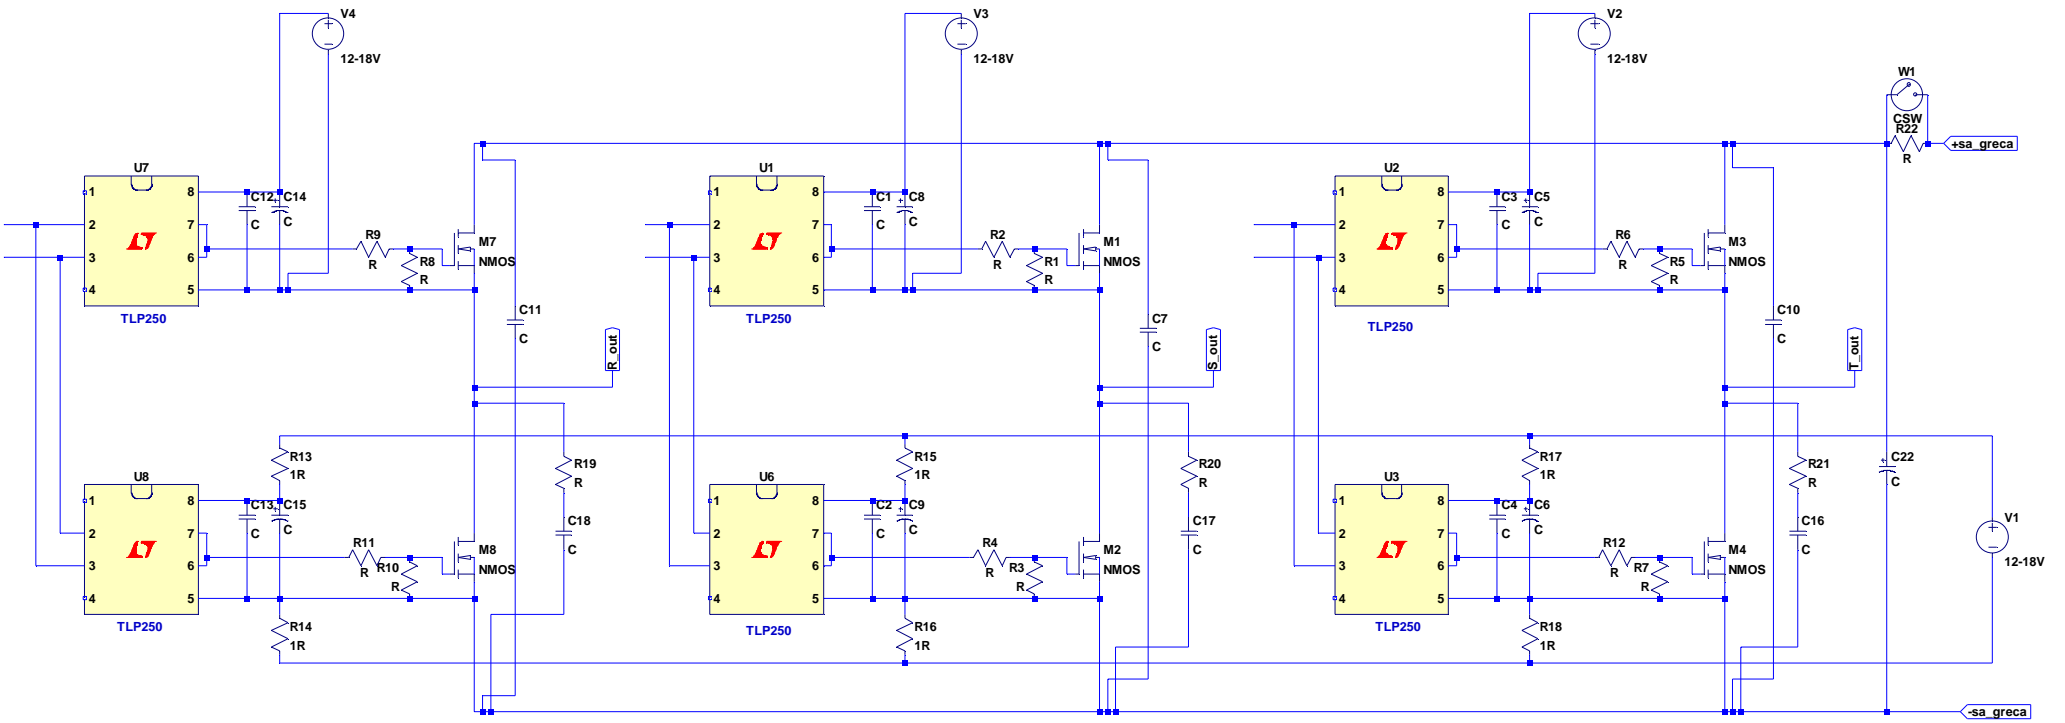 V4
12-18V
V3
12-18V
V2
12-18V
W1
CSW
R22
R
+sa_greca
U7
1
2
3
4
8
7
6
5
TLP250
C12
C
C14
C
R9
R
R8
R
M7
NMOS
C11
C
R_out
U1
1
2
3
4
8
7
6
5
TLP250
C1
C
C8
C
R2
R
R1
R
M1
NMOS
C7
C
S_out
U2
1
2
3
4
8
7
6
5
TLP250
C3
C
C5
C
R6
R
R5
R
M3
NMOS
C10
C
T_out
R13
1R
U8
1
2
3
4
8
7
6
5
TLP250
C13
C
C15
C
R11
R
R10
R
M8
NMOS
R19
R
C18
C
R14
1R
R15
1R
U6
1
2
3
4
8
7
6
5
TLP250
C2
C
C9
C
R4
R
R3
R
M2
NMOS
R20
R
C17
C
R16
1R
R17
1R
U3
1
2
3
4
8
7
6
5
TLP250
C4
C
C6
C
R12
R
R7
R
M4
NMOS
R21
R
C16
C
R18
1R
C22
C
V1
12-18V
-sa_greca